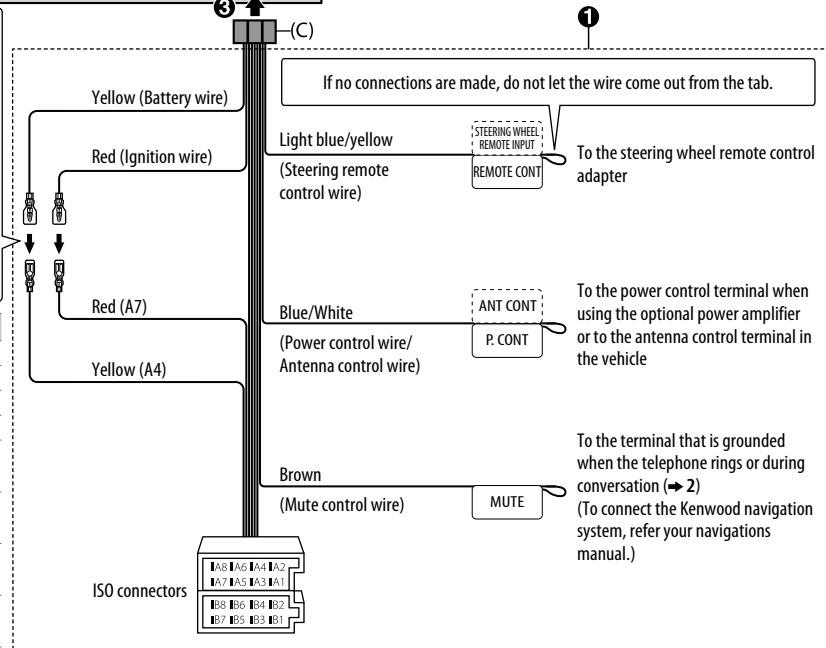 ❸
(C)
❶
If no connections are made, do not let the wire come out from the tab.
Yellow (Battery wire)
Red (Ignition wire)
Light blue/yellow
(Steering remote
control wire)
STEERING WHEEL
REMOTE INPUT
REMOTE CONT
To the steering wheel remote control
adapter
Red (A7)
Yellow (A4)
Blue/White
(Power control wire/
Antenna control wire)
ANT CONT
P. CONT
To the power control terminal when
using the optional power amplifier
or to the antenna control terminal in
the vehicle
Brown
(Mute control wire)
MUTE
To the terminal that is grounded
when the telephone rings or during
conversation (➜ 2)
(To connect the Kenwood navigation
system, refer your navigations
manual.)
ISO connectors
A8 A6 A4 A2
A7 A5 A3 A1
B8 B6 B4 B2
B7 B5 B3 B1